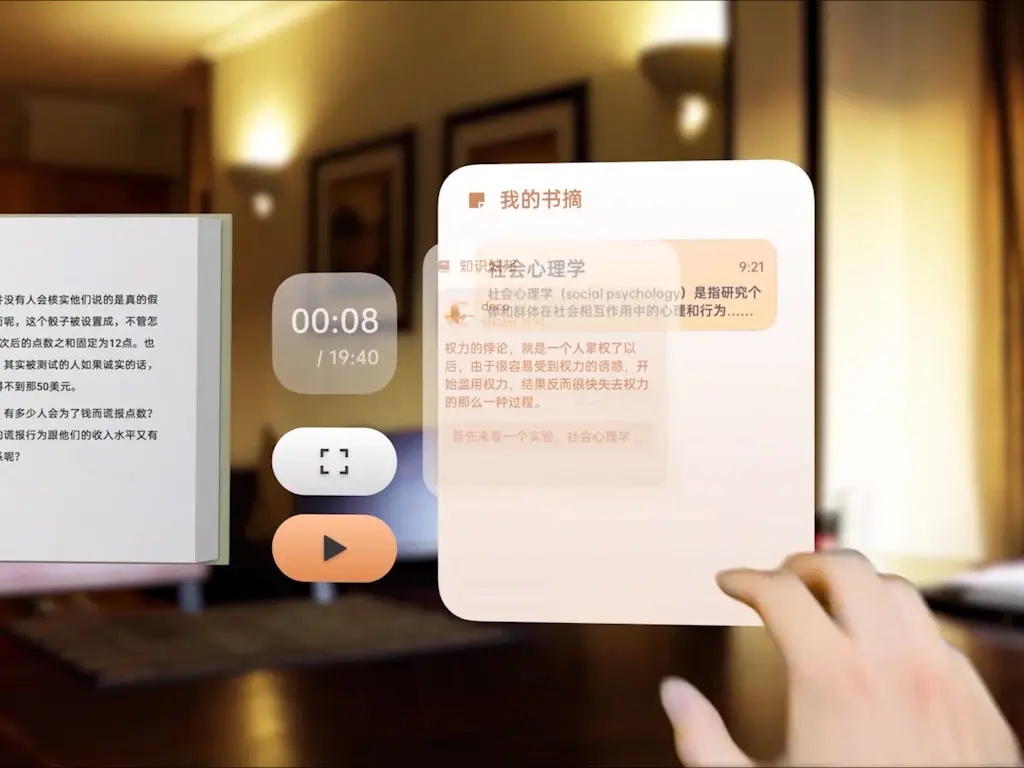 没有人会核实他们说的是真的假
而呢，这个骰子被设置成，不管怎
次后的点数之和固定为12点。也
其实被测试的人如果诚实的话，
得不到那50美元。
有多少人会为了钱而谎报点数？
的谎报行为跟他们的收入水平又有
系呢？
00:08
/ 19:40
我的书摘
知识
社会心理学
9:21
社会心理学（social psychology）是指研究个
体和群体在社会相互作用中的心理和行为……
权力的悖论，就是一个人掌权了以
后，由于很容易受到权力的诱惑，开
始滥用权力，结果反而很快失去权力
的那么一种过程。
首先来看一个实验。社会心理学...